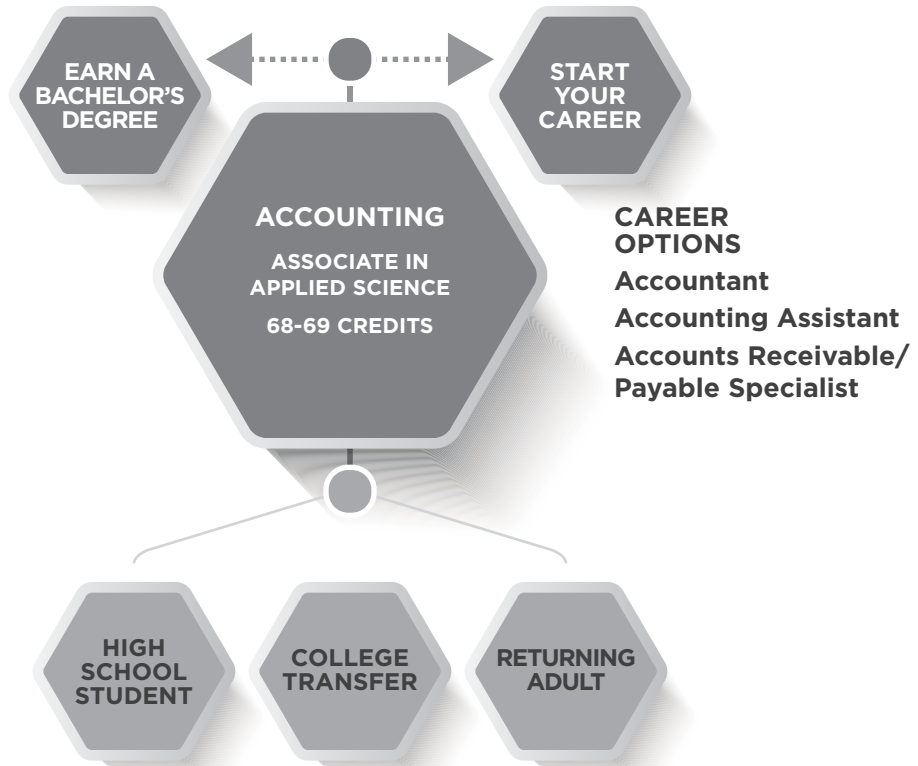 EARN A
BACHELOR'S
DEGREE
START
YOUR
CAREER
ACCOUNTING
ASSOCIATE IN
APPLIED SCIENCE
68-69 CREDITS
CAREER
OPTIONS
Accountant
Accounting Assistant
Accounts Receivable/
Payable Specialist
HIGH
SCHOOL
STUDENT
COLLEGE
TRANSFER
RETURNING
ADULT